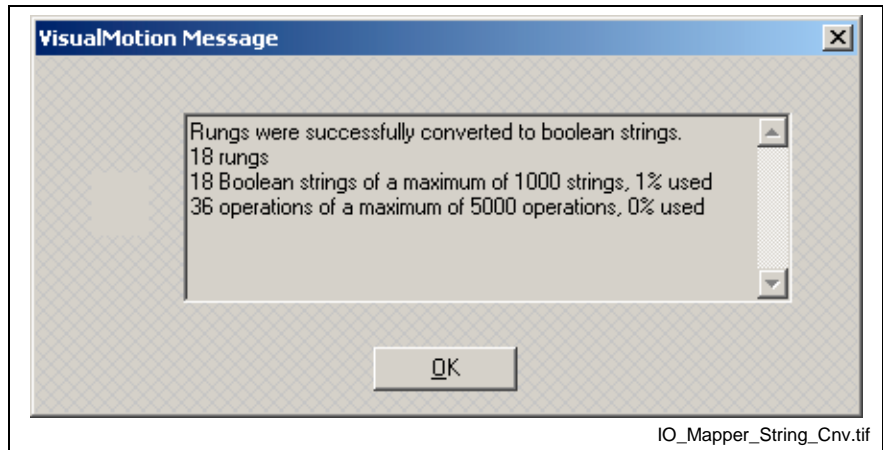 VisualMotion Message
Rungs were successfully converted to boolean strings.
18 rungs
18 Boolean strings of a maximum of 1000 strings, 1% used
36 operations of a maximum of 5000 operations, 0% used
OK
IO_Mapper_String_Cnv.tif